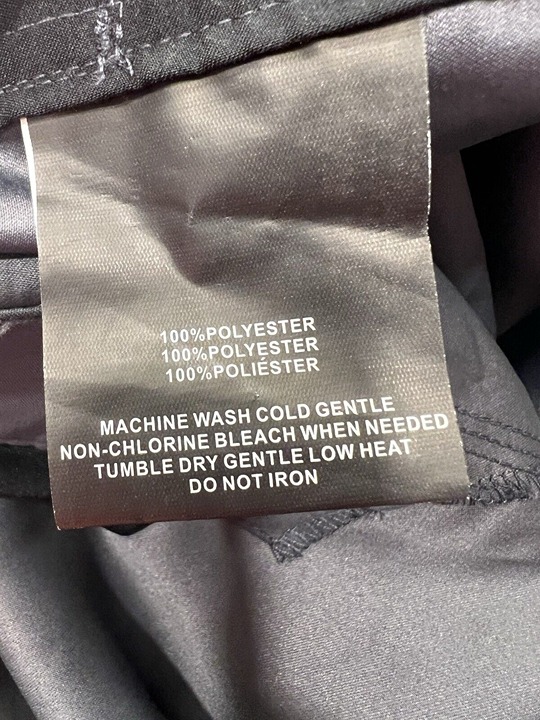 100%POLYESTER
100%POLYESTER
100%POLIÉSTER
MACHINE WASH COLD GENTLE
NON-CHLORINE BLEACH WHEN NEEDED
TUMBLE DRY GENTLE LOW HEAT
DO NOT IRON